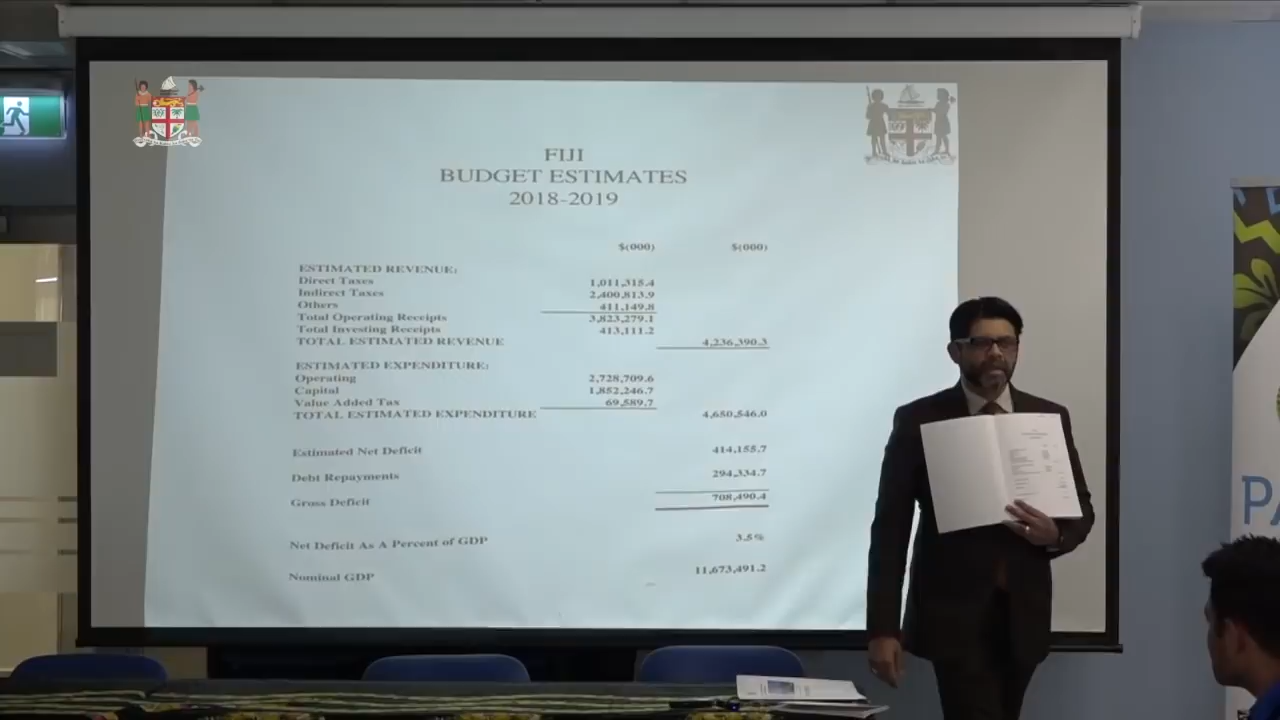 FIJI
BUDGET ESTIMATES
2018-2019
$(000) $(000)
ESTIMATED REVENUE:
Direct Taxes 1,011,315.4
Indirect Taxes 2,400,813.9
Others 411,149.8
Total Operating Receipts 3,823,279.1
Total Investing Receipts 413,111.2
TOTAL ESTIMATED REVENUE 4,236,390.3
ESTIMATED EXPENDITURE:
Operating 2,728,709.6
Capital 1,852,246.7
Value Added Tax 69,589.7
TOTAL ESTIMATED EXPENDITURE 4,650,546.0
Estimated Net Deficit 414,155.7
Debt Repayments 294,334.7
Gross Deficit 708,490.4
Net Deficit As A Percent of GDP 3.5%
Nominal GDP 11,673,491.2
PA